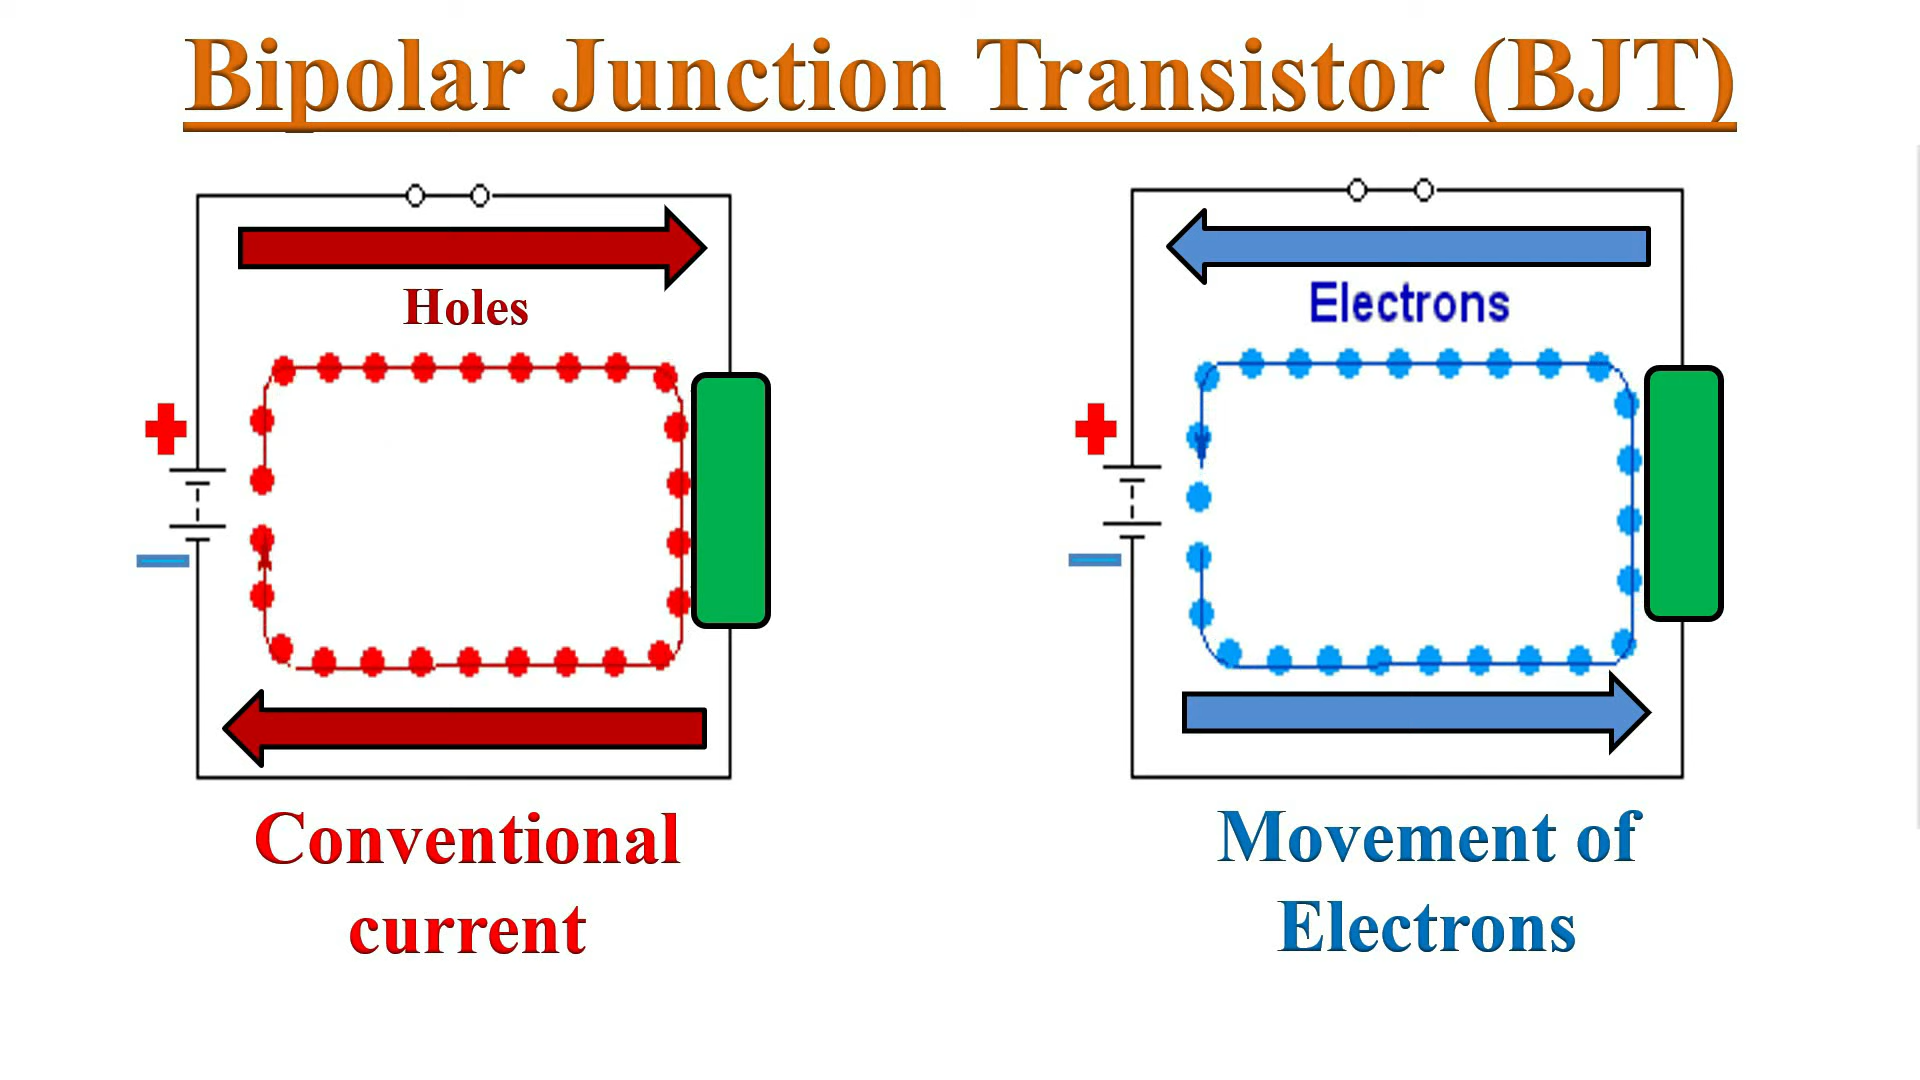 Bipolar Junction Transistor (BJT)
Holes
Electrons
Conventional
current
Movement of
Electrons